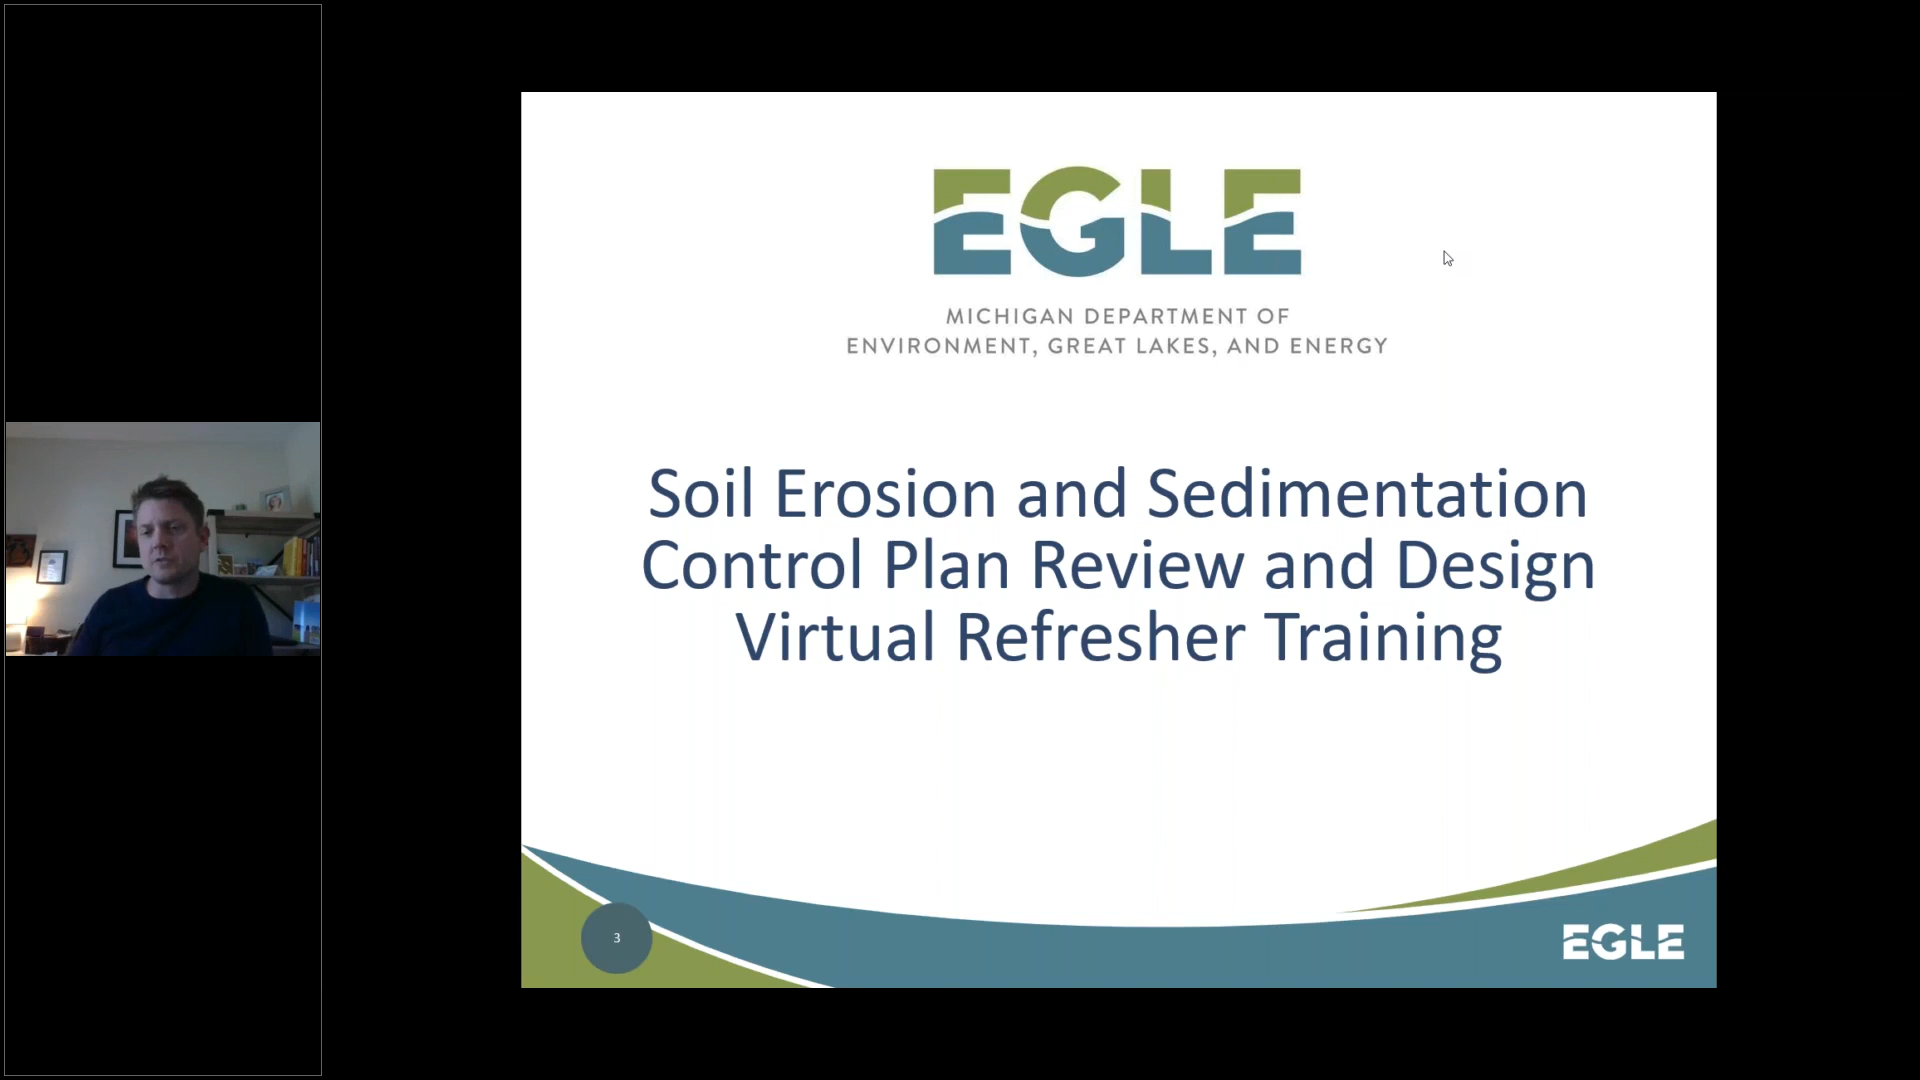 EGLE
MICHIGAN DEPARTMENT OF
ENVIRONMENT, GREAT LAKES, AND ENERGY
Soil Erosion and Sedimentation
Control Plan Review and Design
Virtual Refresher Training
3
EGLE